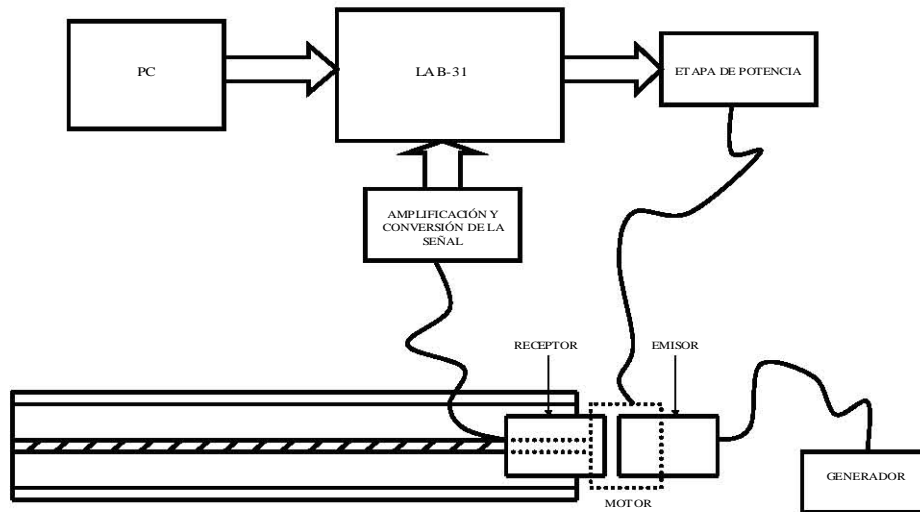 PC
LAB-31
ETAPA DE POTENCIA
AMPLIFICACIÓN Y
CONVERSIÓN DE LA
SEÑAL
RECEPTOR
EMISOR
GENERADOR
MOTOR